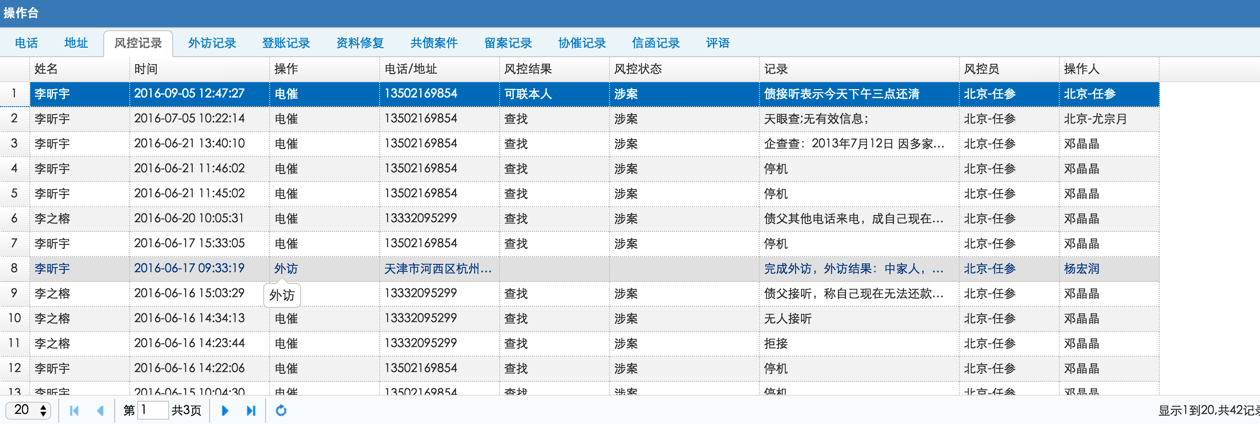 操作台
电话 地址 风控记录 外访记录 登账记录 资料修复 共债案件 留案记录 协催记录 信函记录 评语
姓名 时间 操作 电话/地址 风控结果 风控状态 记录 风控员 操作人
1 李昕宇 2016-09-05 12:47:27 电催 13502169854 可联本人 涉案 债接听表示今天下午三点还清 北京-任参 北京-任参
2 李昕宇 2016-07-05 10:22:14 电催 13502169854 查找 涉案 天眼查:无有效信息; 北京-任参 北京-尤宗月
3 李昕宇 2016-06-21 13:40:10 电催 13502169854 查找 涉案 企查查：2013年7月12日 因多家... 北京-任参 邓晶晶
4 李昕宇 2016-06-21 11:46:02 电催 13502169854 查找 涉案 停机 北京-任参 邓晶晶
5 李昕宇 2016-06-21 11:45:02 电催 13502169854 查找 涉案 停机 北京-任参 邓晶晶
6 李之榕 2016-06-20 10:05:31 电催 13332095299 查找 涉案 债父其他电话来电，成自己现在... 北京-任参 邓晶晶
7 李昕宇 2016-06-17 15:33:05 电催 13502169854 查找 涉案 停机 北京-任参 邓晶晶
8 李昕宇 2016-06-17 09:33:19 外访 天津市河西区杭州... 完成外访，外访结果：中家人，... 北京-任参 杨宏润
9 李之榕 2016-06-16 15:03:29 外访 13332095299 查找 涉案 债父接听，称自己现在无法还款... 北京-任参 邓晶晶
10 李之榕 2016-06-16 14:34:13 电催 13332095299 查找 涉案 无人接听 北京-任参 邓晶晶
11 李之榕 2016-06-16 14:23:44 电催 13332095299 查找 涉案 拒接 北京-任参 邓晶晶
12 李昕宇 2016-06-16 14:22:06 电催 13502169854 查找 涉案 停机 北京-任参 邓晶晶
13 李昕宇 2016-06-15 10:04:30 电催 13502169854 查找 涉案 停机 北京-任参 邓晶晶
20 第 1 共3页 显示1到20,共42记录